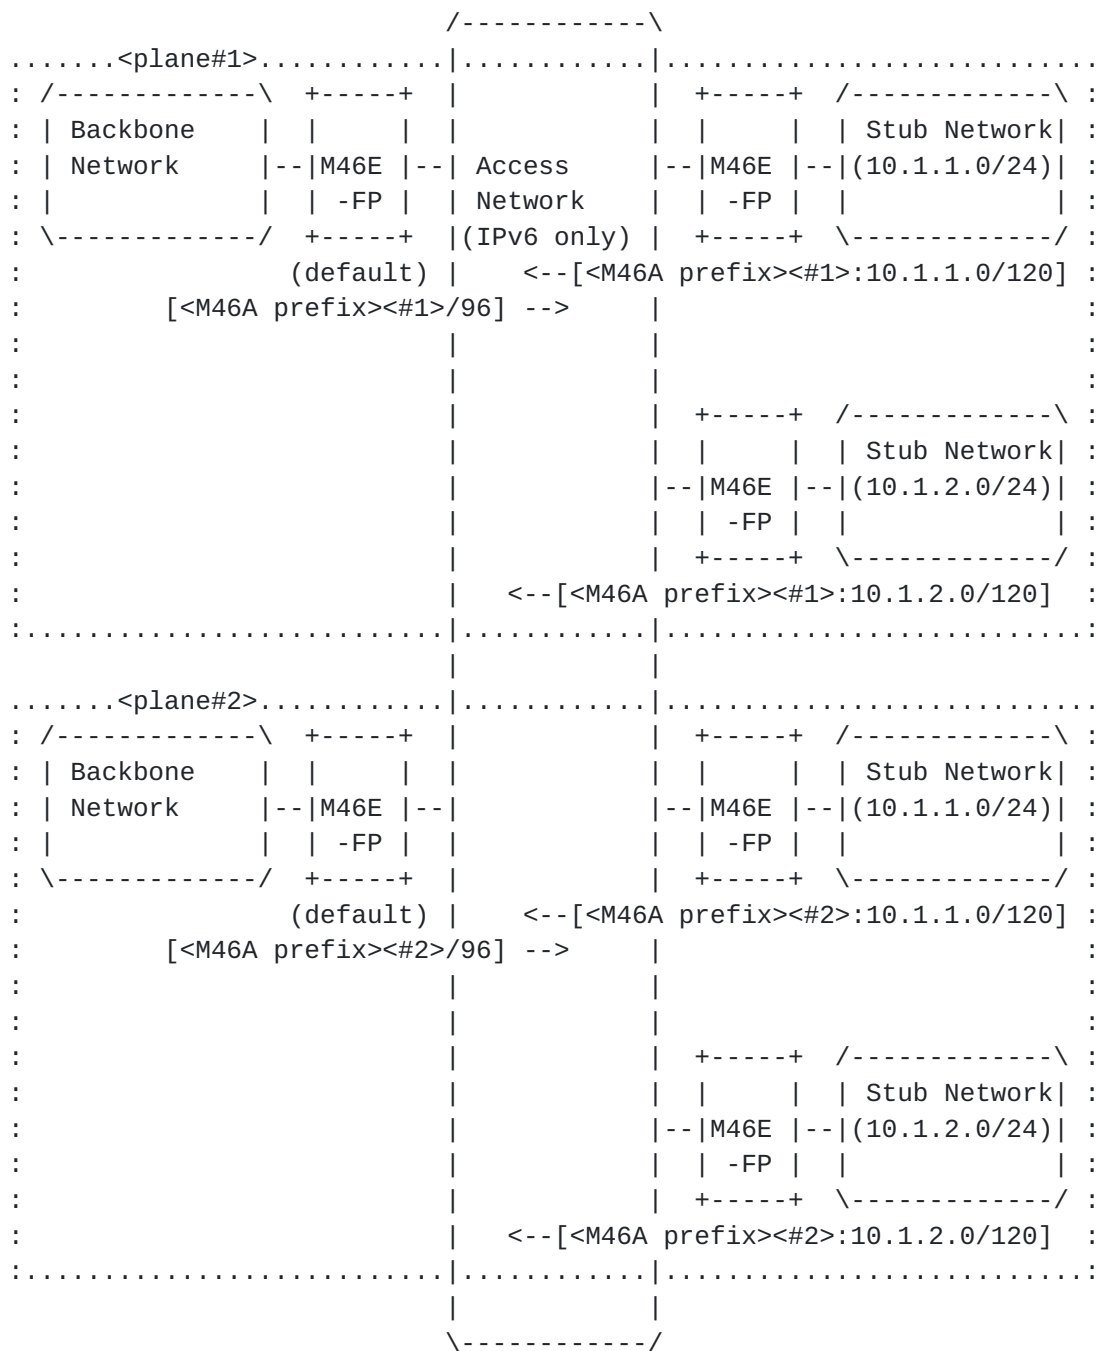 /------------\
.......<plane#1>............|............|............................
: /-------------\  +-----+  |            |  +-----+  /-------------\ :
: | Backbone    |  |     |  |            |  |     |  | Stub Network| :
: | Network     |--|M46E |--| Access     |--|M46E |--|(10.1.1.0/24)| :
: |             |  | -FP |  | Network    |  | -FP |  |             | :
: \-------------/  +-----+  |(IPv6 only) |  +-----+  \-------------/ :
:                 (default) |    <--[<M46A prefix><#1>:10.1.1.0/120] :
:         [<M46A prefix><#1>/96] -->     |                           :
:                           |            |                           :
:                           |            |                           :
:                           |            |  +-----+  /-------------\ :
:                           |            |  |     |  | Stub Network| :
:                           |            |--|M46E |--|(10.1.2.0/24)| :
:                           |            |  | -FP |  |             | :
:                           |            |  +-----+  \-------------/ :
:                           |   <--[<M46A prefix><#1>:10.1.2.0/120]  :
:...........................|............|...........................:
                            |            |
.......<plane#2>............|............|............................
: /-------------\  +-----+  |            |  +-----+  /-------------\ :
: | Backbone    |  |     |  |            |  |     |  | Stub Network| :
: | Network     |--|M46E |--|            |--|M46E |--|(10.1.1.0/24)| :
: |             |  | -FP |  |            |  | -FP |  |             | :
: \-------------/  +-----+  |            |  +-----+  \-------------/ :
:                 (default) |    <--[<M46A prefix><#2>:10.1.1.0/120] :
:         [<M46A prefix><#2>/96] -->     |                           :
:                           |            |                           :
:                           |            |                           :
:                           |            |  +-----+  /-------------\ :
:                           |            |  |     |  | Stub Network| :
:                           |            |--|M46E |--|(10.1.2.0/24)| :
:                           |            |  | -FP |  |             | :
:                           |            |  +-----+  \-------------/ :
:                           |   <--[<M46A prefix><#2>:10.1.2.0/120]  :
:...........................|............|...........................:
                            |            |
                            \------------/